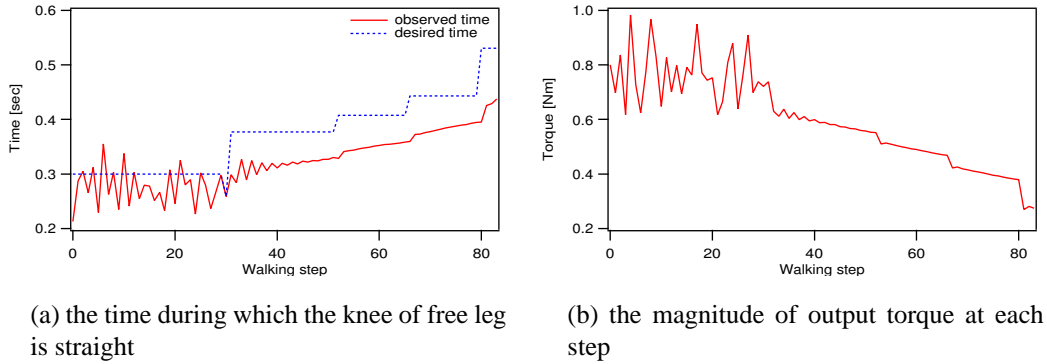 0.6
0.5
0.4
0.3
0.2
Time [sec]
observed time
desired time
0
20
40
60
80
Walking step
1.0
0.8
0.6
0.4
0.2
Torque [Nm]
0
20
40
60
80
Walking step
(a) the time during which the knee of free leg
is straight
(b) the magnitude of output torque at each
step